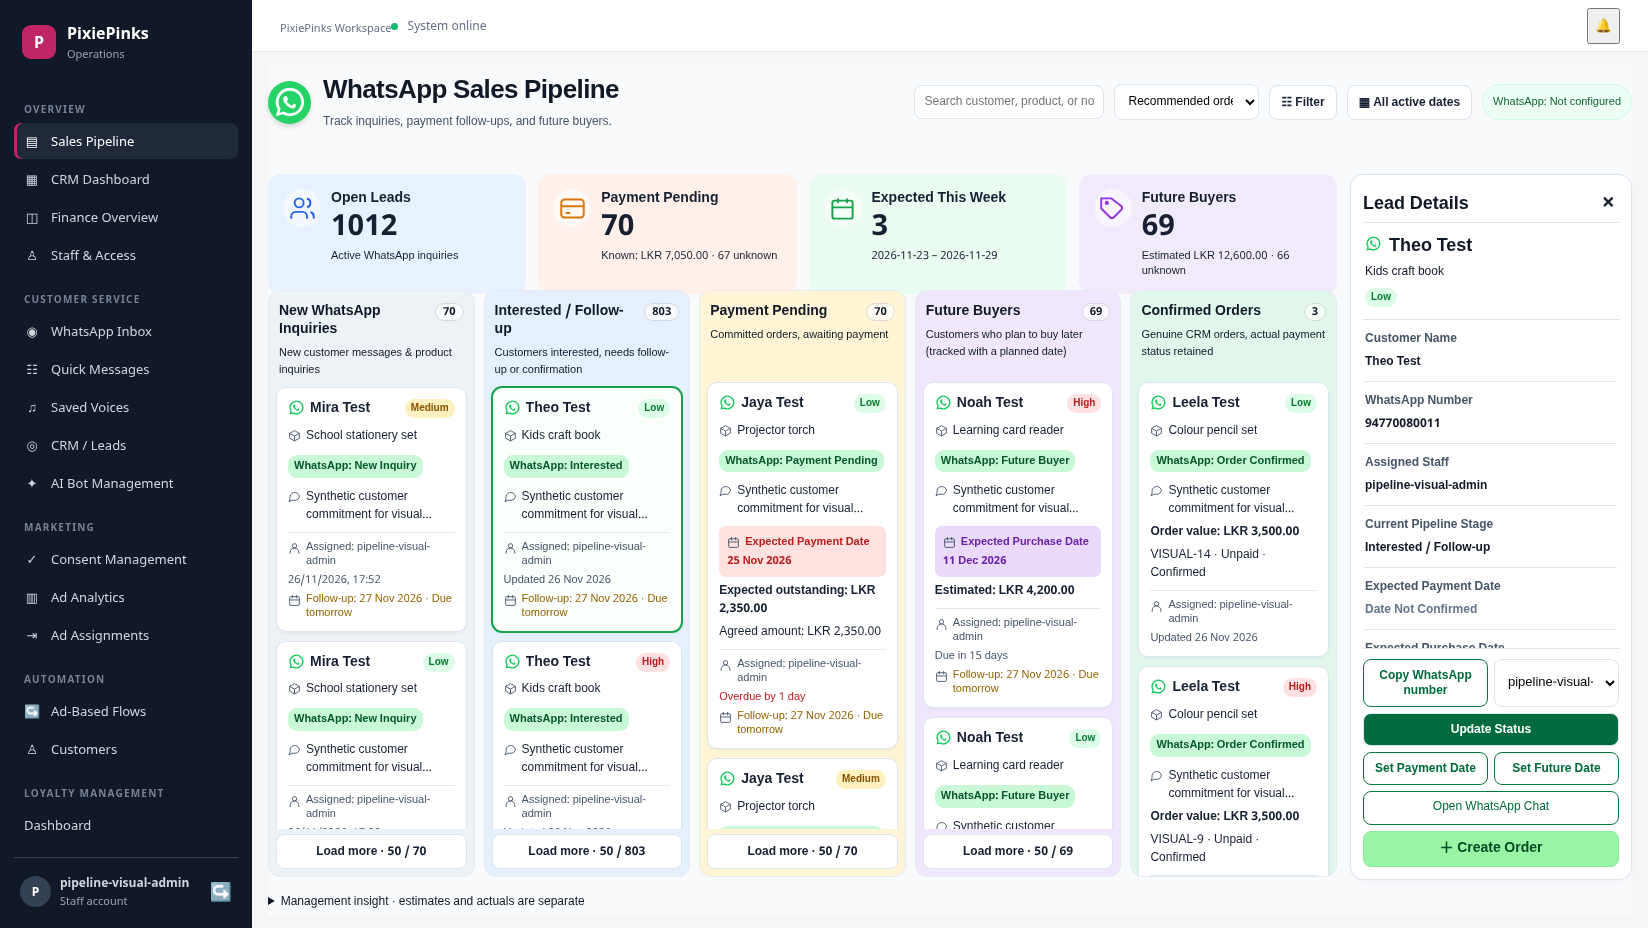 P
PixiePinks
Operations
OVERVIEW
Sales Pipeline
CRM Dashboard
Finance Overview
Staff & Access
CUSTOMER SERVICE
WhatsApp Inbox
Quick Messages
Saved Voices
CRM / Leads
AI Bot Management
MARKETING
Consent Management
Ad Analytics
Ad Assignments
AUTOMATION
Ad-Based Flows
Customers
LOYALTY MANAGEMENT
Dashboard
P
pipeline-visual-admin
Staff account
PixiePinks Workspace
System online
WhatsApp Sales Pipeline
Track inquiries, payment follow-ups, and future buyers.
Search customer, product, or no
Recommended orde
Filter
All active dates
WhatsApp: Not configured
Open Leads
1012
Active WhatsApp inquiries
Payment Pending
70
Known: LKR 7,050.00 · 67 unknown
Expected This Week
3
2026-11-23 – 2026-11-29
Future Buyers
69
Estimated LKR 12,600.00 · 66
unknown
New WhatsApp
Inquiries
70
New customer messages & product
inquiries
Mira Test
Medium
School stationery set
WhatsApp: New Inquiry
Synthetic customer
commitment for visual...
Assigned: pipeline-visual-
admin
26/11/2026, 17:52
Follow-up: 27 Nov 2026 · Due
tomorrow
Mira Test
Low
School stationery set
WhatsApp: New Inquiry
Synthetic customer
commitment for visual...
Assigned: pipeline-visual-
admin
Load more · 50 / 70
Interested / Follow-
up
803
Customers interested, needs follow-
up or confirmation
Theo Test
Low
Kids craft book
WhatsApp: Interested
Synthetic customer
commitment for visual...
Assigned: pipeline-visual-
admin
Updated 26 Nov 2026
Follow-up: 27 Nov 2026 · Due
tomorrow
Theo Test
High
Kids craft book
WhatsApp: Interested
Synthetic customer
commitment for visual...
Assigned: pipeline-visual-
admin
Load more · 50 / 803
Payment Pending
70
Committed orders, awaiting payment
Jaya Test
Low
Projector torch
WhatsApp: Payment Pending
Synthetic customer
commitment for visual...
Expected Payment Date
25 Nov 2026
Expected outstanding: LKR
2,350.00
Agreed amount: LKR 2,350.00
Assigned: pipeline-visual-
admin
Overdue by 1 day
Follow-up: 27 Nov 2026 · Due
tomorrow
Jaya Test
Medium
Projector torch
Load more · 50 / 70
Future Buyers
69
Customers who plan to buy later
(tracked with a planned date)
Noah Test
High
Learning card reader
WhatsApp: Future Buyer
Synthetic customer
commitment for visual...
Expected Purchase Date
11 Dec 2026
Estimated: LKR 4,200.00
Assigned: pipeline-visual-
admin
Due in 15 days
Follow-up: 27 Nov 2026 · Due
tomorrow
Noah Test
Low
Learning card reader
WhatsApp: Future Buyer
Synthetic customer
Load more · 50 / 69
Confirmed Orders
3
Genuine CRM orders, actual payment
status retained
Leela Test
Low
Colour pencil set
WhatsApp: Order Confirmed
Synthetic customer
commitment for visual...
Order value: LKR 3,500.00
VISUAL-14 · Unpaid ·
Confirmed
Assigned: pipeline-visual-
admin
Updated 26 Nov 2026
Leela Test
High
Colour pencil set
WhatsApp: Order Confirmed
Synthetic customer
commitment for visual...
Order value: LKR 3,500.00
VISUAL-9 · Unpaid ·
Confirmed
Lead Details
Theo Test
Kids craft book
Low
Customer Name
Theo Test
WhatsApp Number
94770080011
Assigned Staff
pipeline-visual-admin
Current Pipeline Stage
Interested / Follow-up
Expected Payment Date
Date Not Confirmed
Expected Purchase Date
Copy WhatsApp
number
pipeline-visual-
Update Status
Set Payment Date
Set Future Date
Open WhatsApp Chat
+ Create Order
Management insight · estimates and actuals are separate